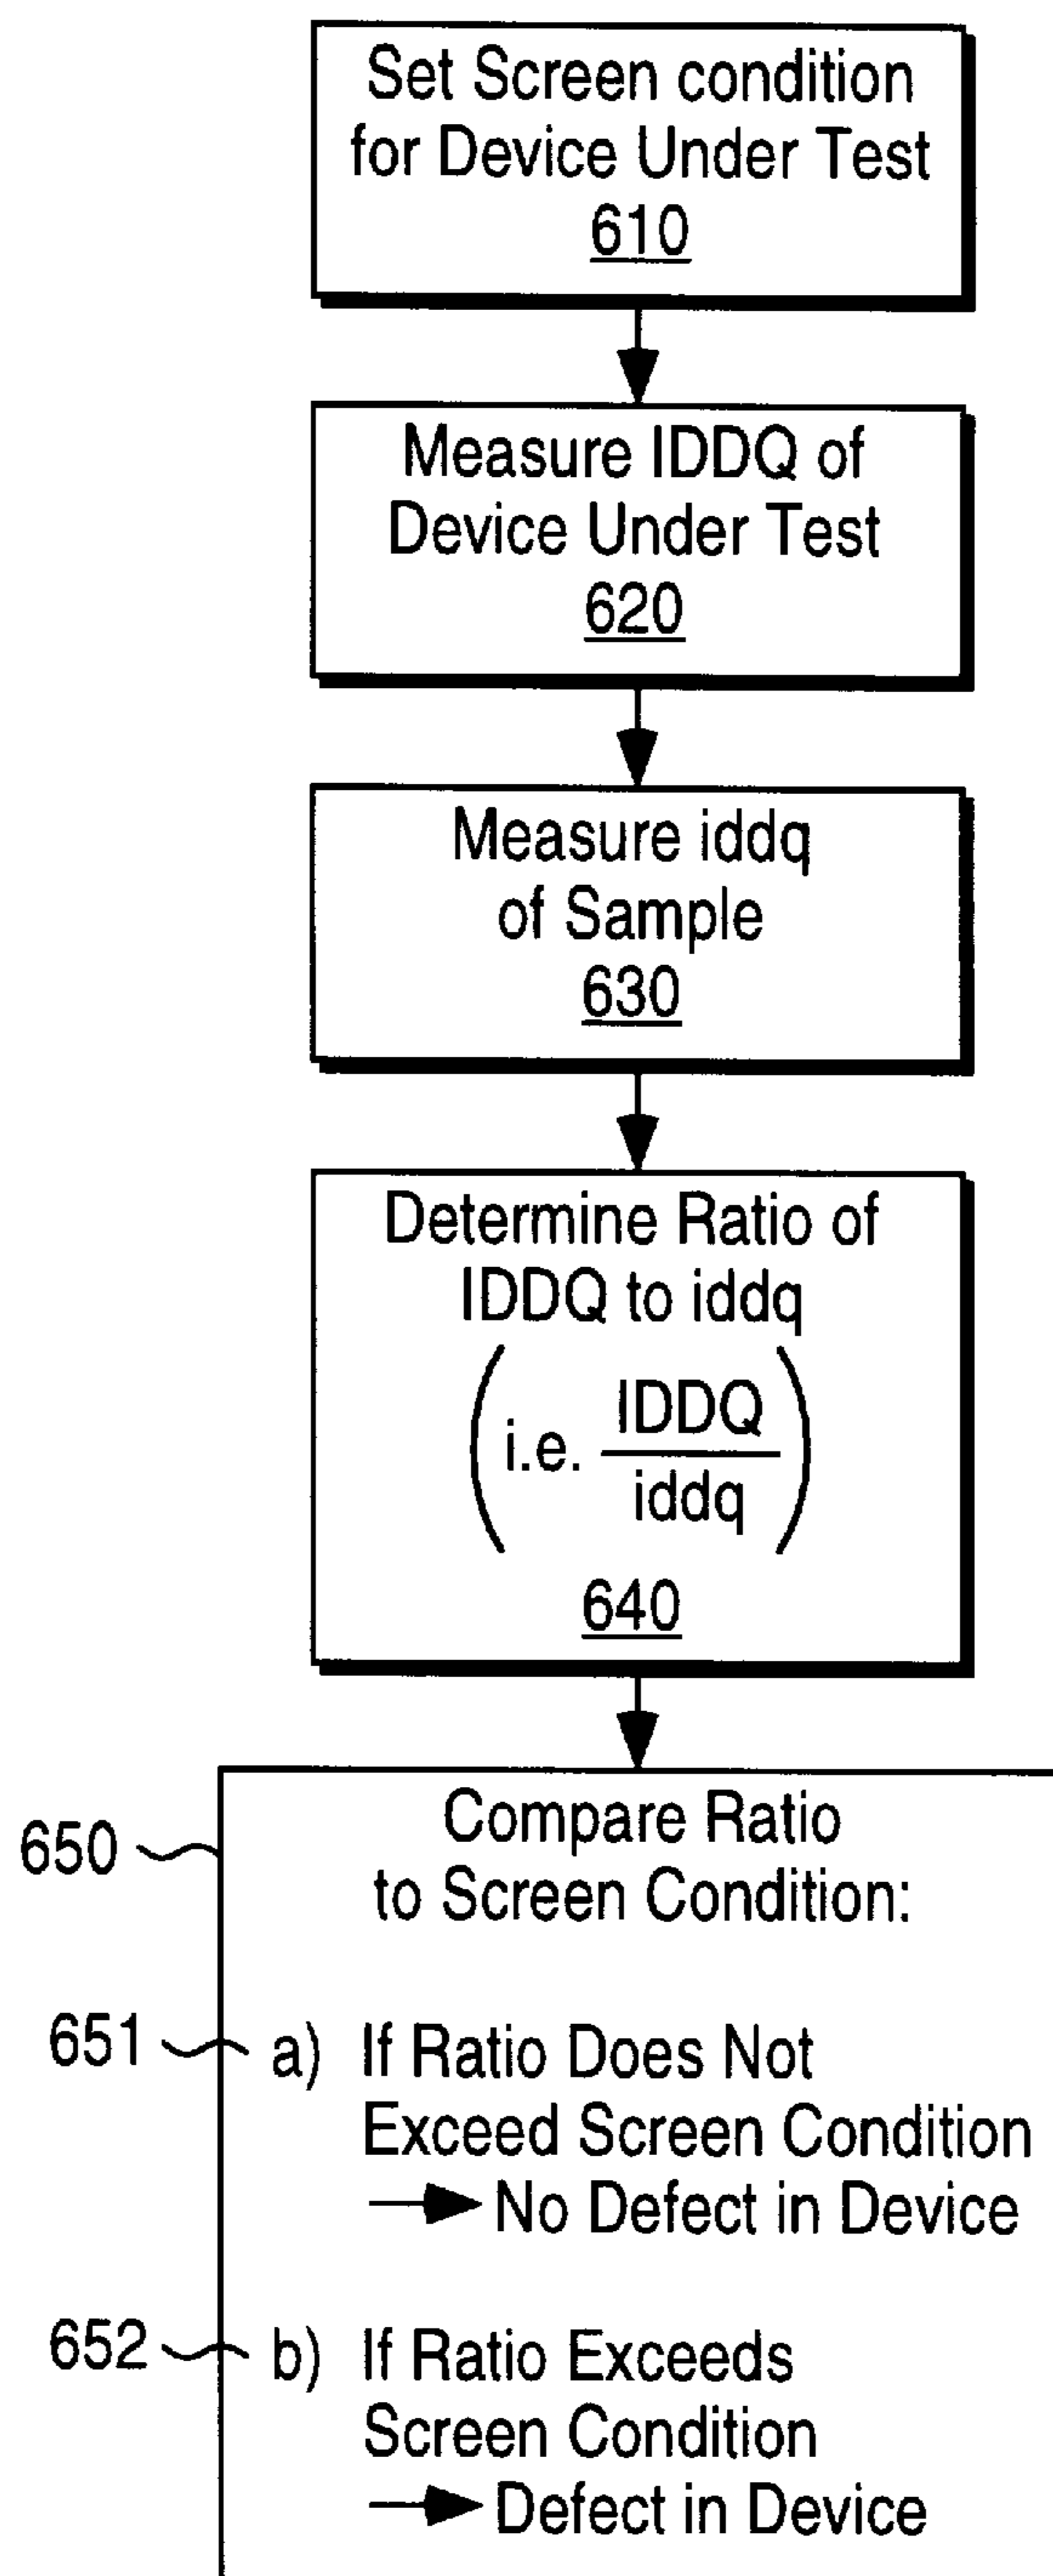 Set Screen condition
for Device Under Test
610
Measure IDDQ of
Device Under Test
620
Measure iddq
of Sample
630
Determine Ratio of
IDDQ to iddq
(i.e. IDDQ
iddq)
640
650
Compare Ratio
to Screen Condition:
651 a) If Ratio Does Not
Exceed Screen Condition
→ No Defect in Device
652 b) If Ratio Exceeds
Screen Condition
→ Defect in Device